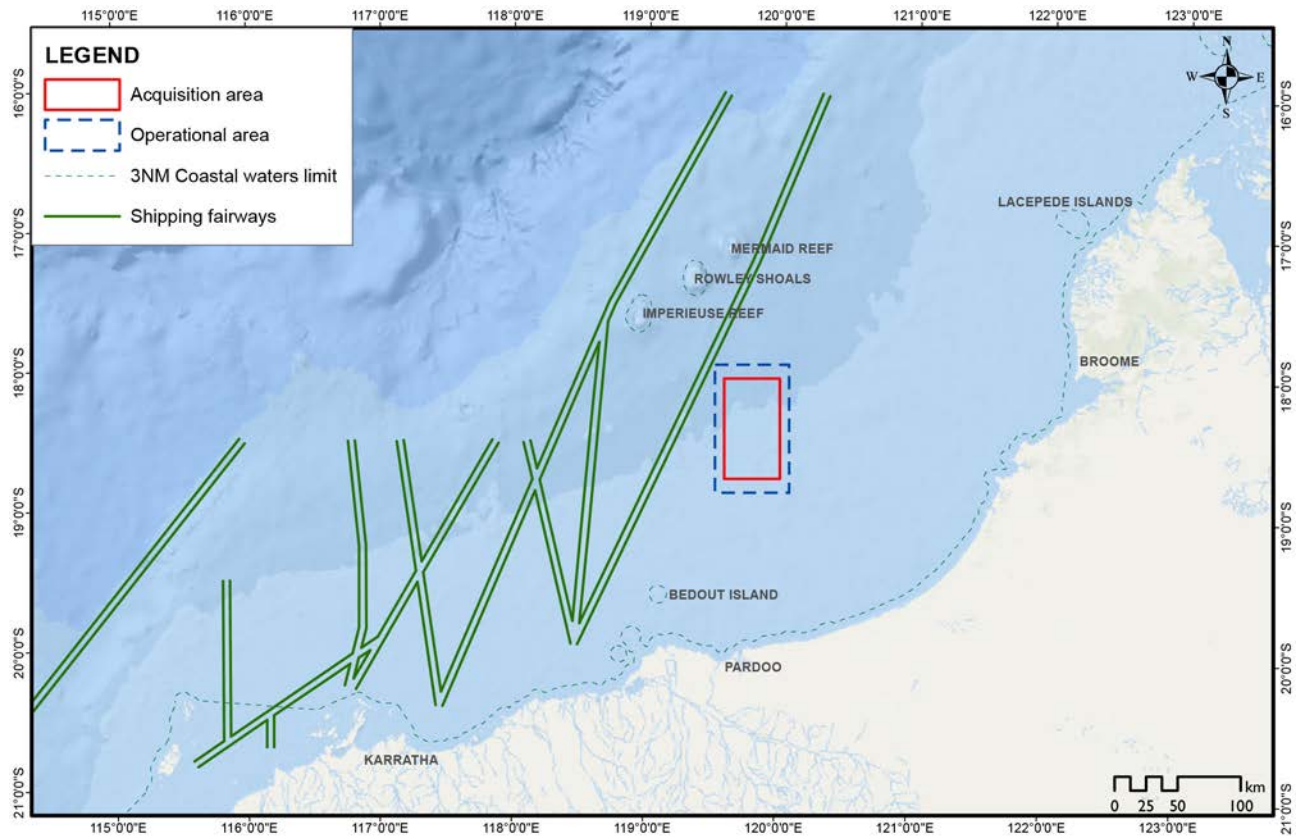 115°0'0"E 116°0'0"E 117°0'0"E 118°0'0"E 119°0'0"E 120°0'0"E 121°0'0"E 122°0'0"E 123°0'0"E
LEGEND
Acquisition area
Operational area
3NM Coastal waters limit
Shipping fairways
N
W E
S
16°0'0"S 16°0'0"S
LACEPEDE ISLANDS
17°0'0"S 17°0'0"S
MERMAID REEF
ROWLEY SHOALS
IMPERIEUSE REEF
BROOME
18°0'0"S 18°0'0"S
19°0'0"S 19°0'0"S
BEDOUT ISLAND
20°0'0"S 20°0'0"S
PARDOO
KARRATHA
21°0'0"S 21°0'0"S
km
0 25 50 100
115°0'0"E 116°0'0"E 117°0'0"E 118°0'0"E 119°0'0"E 120°0'0"E 121°0'0"E 122°0'0"E 123°0'0"E